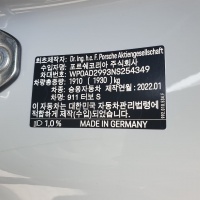 최초제작자: Dr. Ing. h.c. F. Porsche Aktiengesellschaft
수입자: 포르쉐코리아 주식회사
차대번호: WP0AD2993NS254349
차량총중량: 1910 ( 1930 ) kg
차종: 승용자동차 제작연월: 2022.01
차명: 911 터보 S
이 자동차는 대한민국 자동차관리법령에
적합하게 제작(수입)되었습니다.
1,0% MADE IN GERMANY